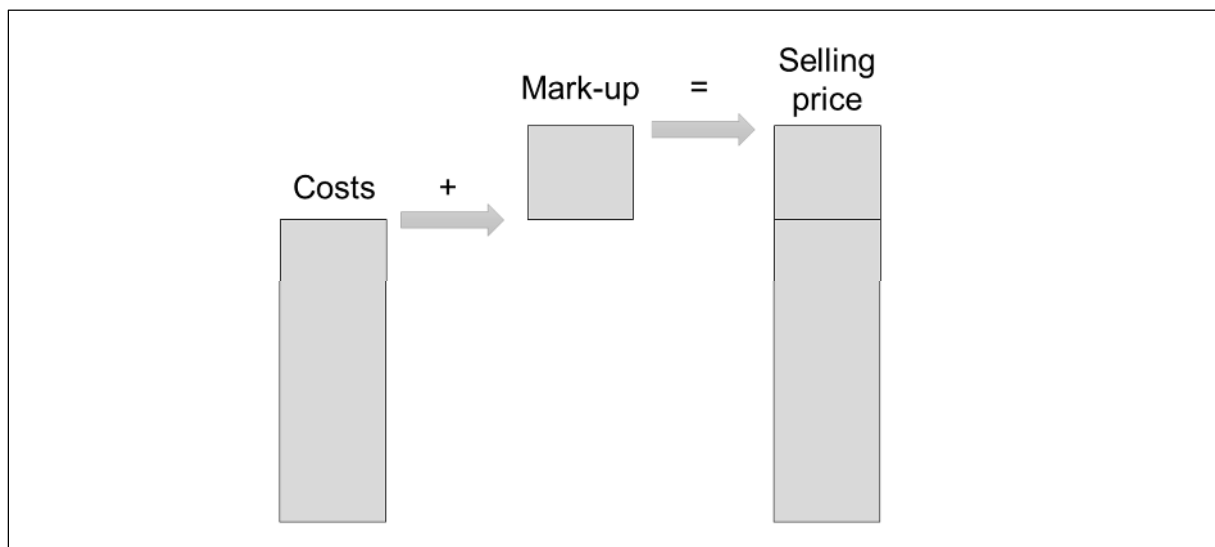 Selling
price
Mark-up
=
Costs
+